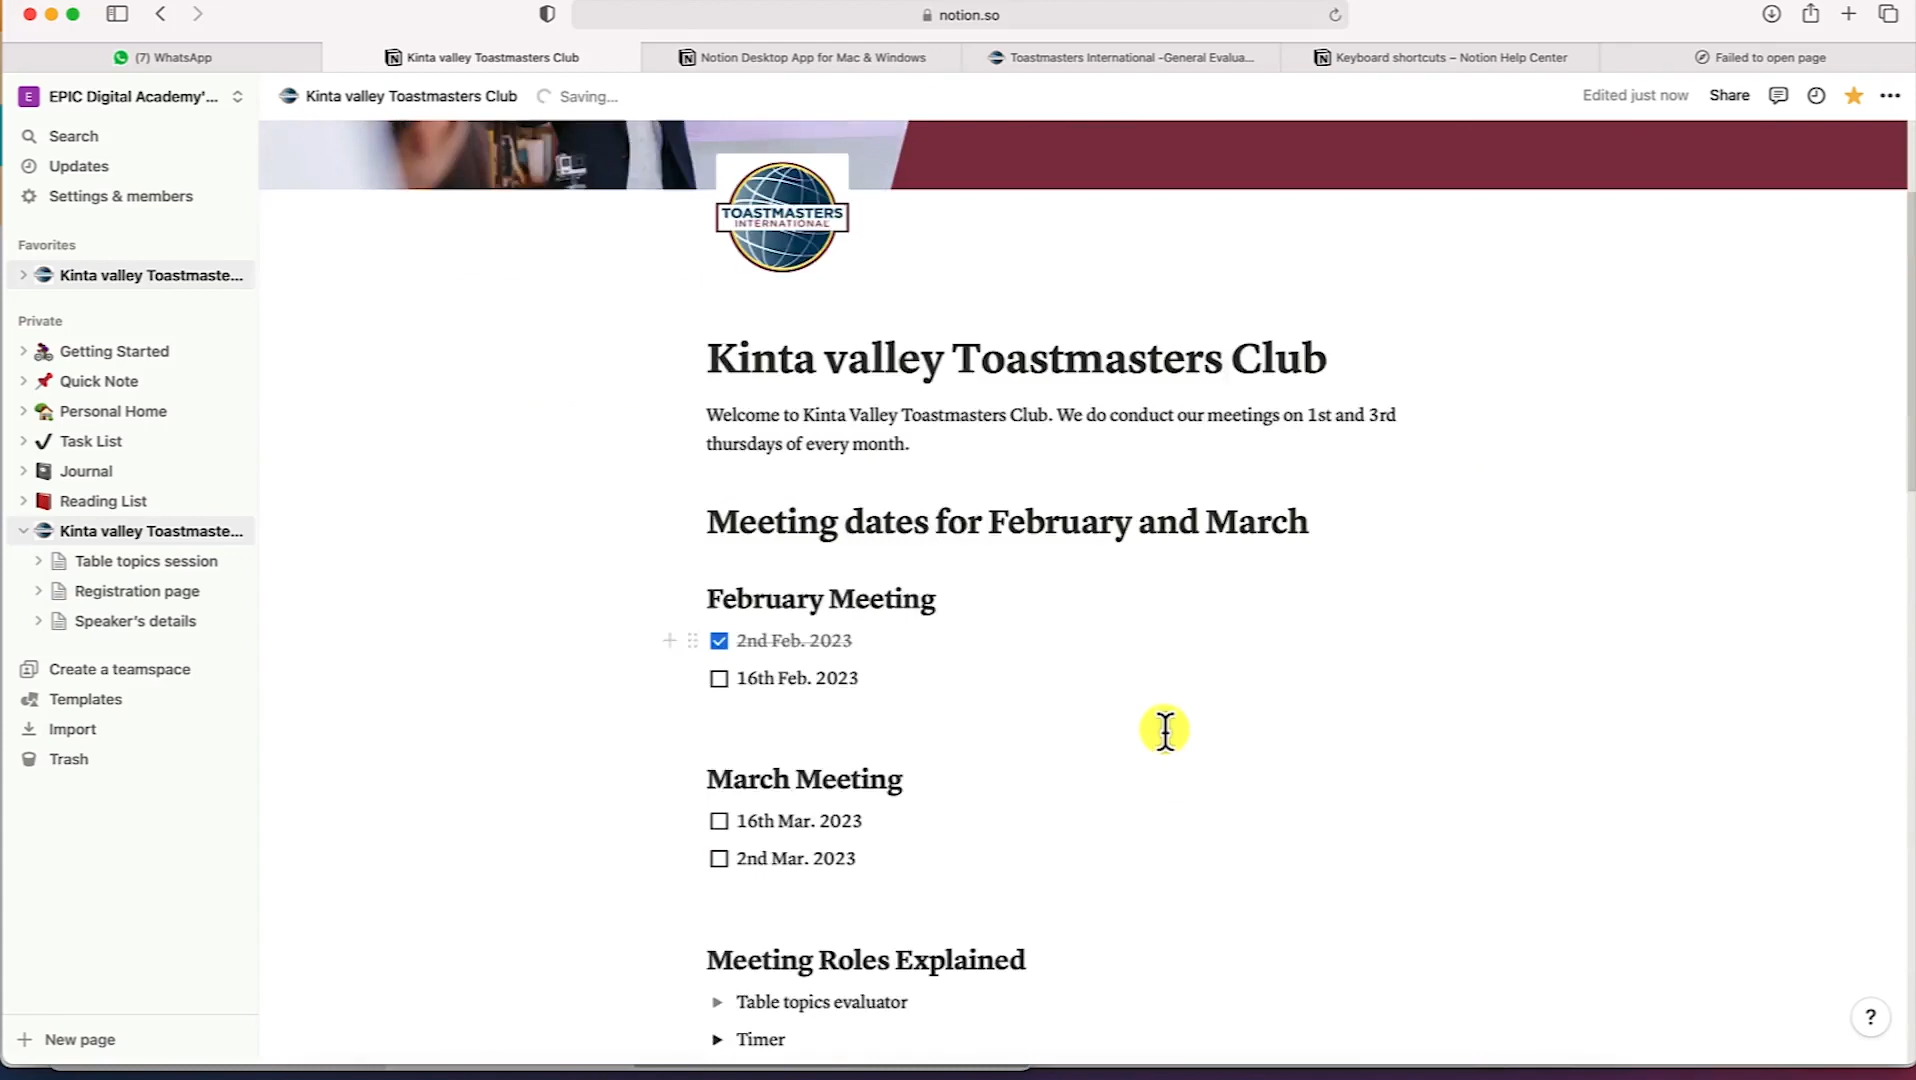 notion.so
(7) WhatsApp
Kinta valley Toastmasters Club
Notion Desktop App for Mac & Windows
Toastmasters International -General Evalua...
Keyboard shortcuts – Notion Help Center
Failed to open page
E
EPIC Digital Academy'...
Kinta valley Toastmasters Club
Saving...
Edited just now
Share
Search
Updates
Settings & members
Favorites
Kinta valley Toastmaste...
Private
Getting Started
Quick Note
Personal Home
Task List
Journal
Reading List
Kinta valley Toastmaste...
Table topics session
Registration page
Speaker's details
Create a teamspace
Templates
Import
Trash
New page
TOASTMASTERS
INTERNATIONAL
Kinta valley Toastmasters Club
Welcome to Kinta Valley Toastmasters Club. We do conduct our meetings on 1st and 3rd
thursdays of every month.
Meeting dates for February and March
February Meeting
2nd Feb. 2023
16th Feb. 2023
March Meeting
16th Mar. 2023
2nd Mar. 2023
Meeting Roles Explained
Table topics evaluator
Timer
?